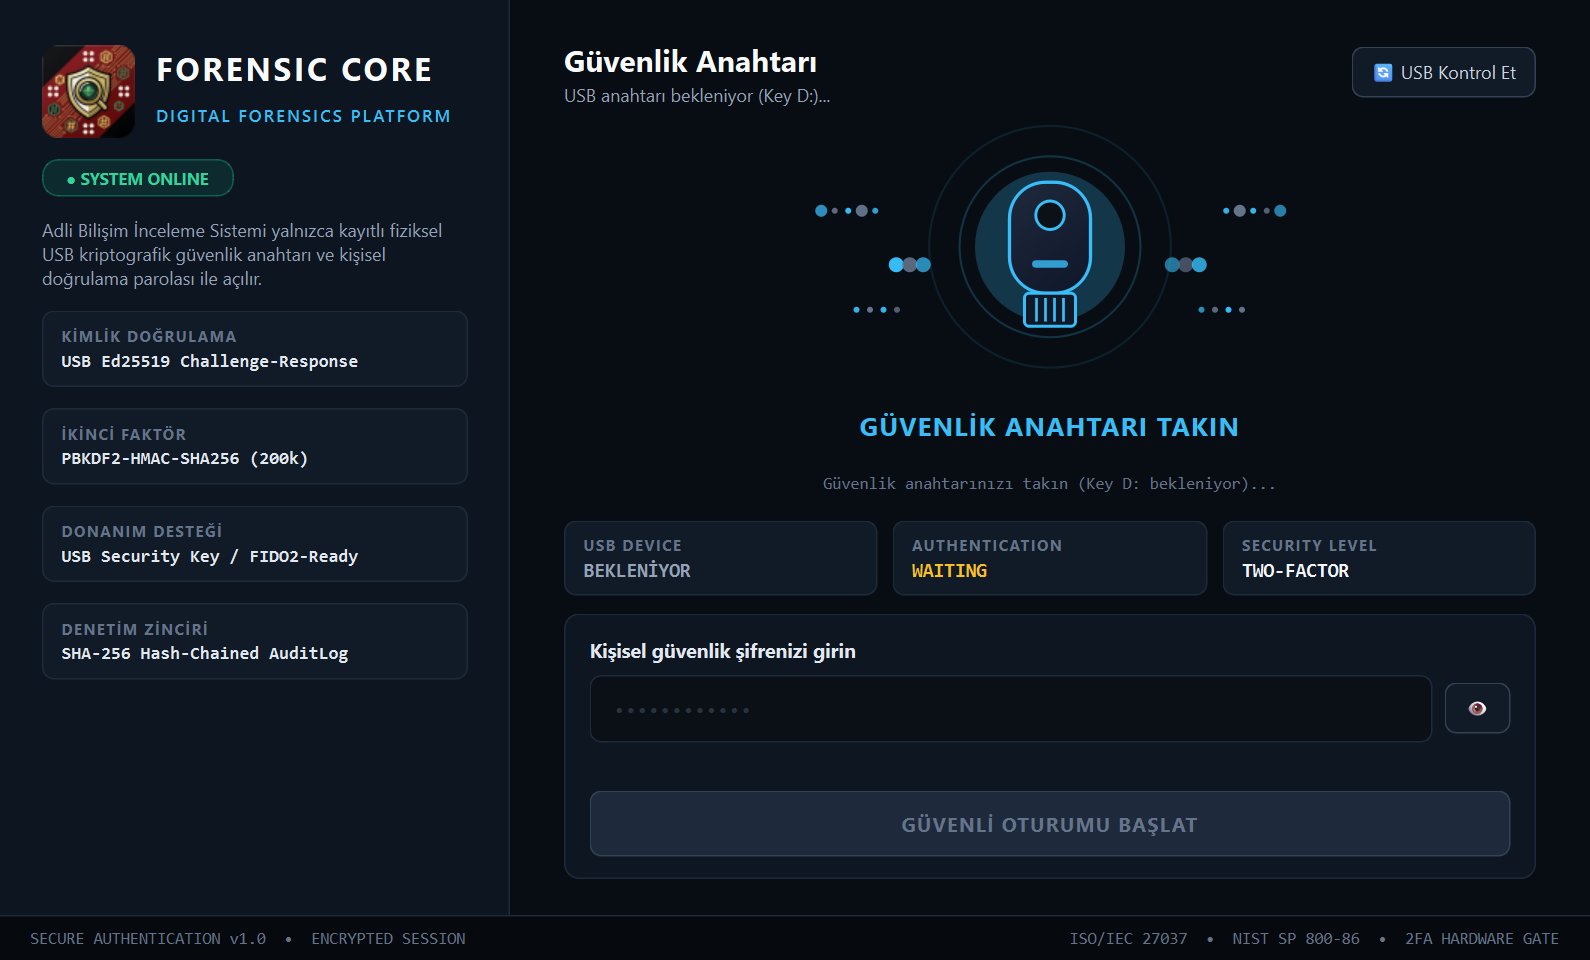 FORENSIC CORE
DIGITAL FORENSICS PLATFORM
● SYSTEM ONLINE
Adli Bilişim İnceleme Sistemi yalnızca kayıtlı fiziksel
USB kriptografik güvenlik anahtarı ve kişisel
doğrulama parolası ile açılır.
KİMLİK DOĞRULAMA
USB Ed25519 Challenge-Response
İKİNCİ FAKTÖR
PBKDF2-HMAC-SHA256 (200k)
DONANIM DESTEĞİ
USB Security Key / FIDO2-Ready
DENETİM ZİNCİRİ
SHA-256 Hash-Chained AuditLog
Güvenlik Anahtarı
USB anahtarı bekleniyor (Key D:)...
USB Kontrol Et
GÜVENLİK ANAHTARI TAKIN
Güvenlik anahtarınızı takın (Key D: bekleniyor)...
USB DEVICE
BEKLENİYOR
AUTHENTICATION
WAITING
SECURITY LEVEL
TWO-FACTOR
Kişisel güvenlik şifrenizi girin
••••••••••••
GÜVENLİ OTURUMU BAŞLAT
SECURE AUTHENTICATION v1.0 • ENCRYPTED SESSION
ISO/IEC 27037 • NIST SP 800-86 • 2FA HARDWARE GATE